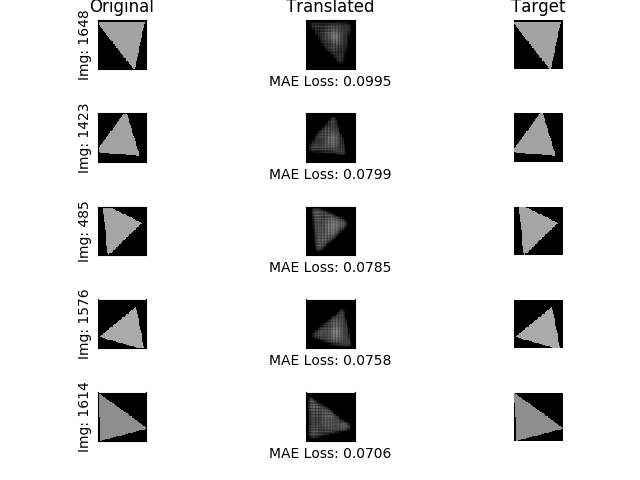 Original Translated Target
Img: 1648
MAE Loss: 0.0995
Img: 1423
MAE Loss: 0.0799
Img: 485
MAE Loss: 0.0785
Img: 1576
MAE Loss: 0.0758
Img: 1614
MAE Loss: 0.0706